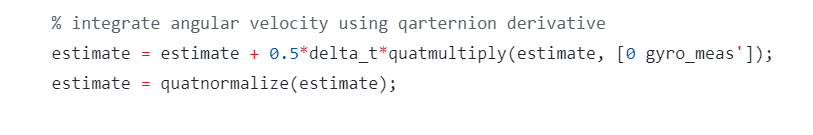 % integrate angular velocity using qarternion derivative
estimate = estimate + 0.5*delta_t*quatmultiply(estimate, [0 gyro_meas']);
estimate = quatnormalize(estimate);